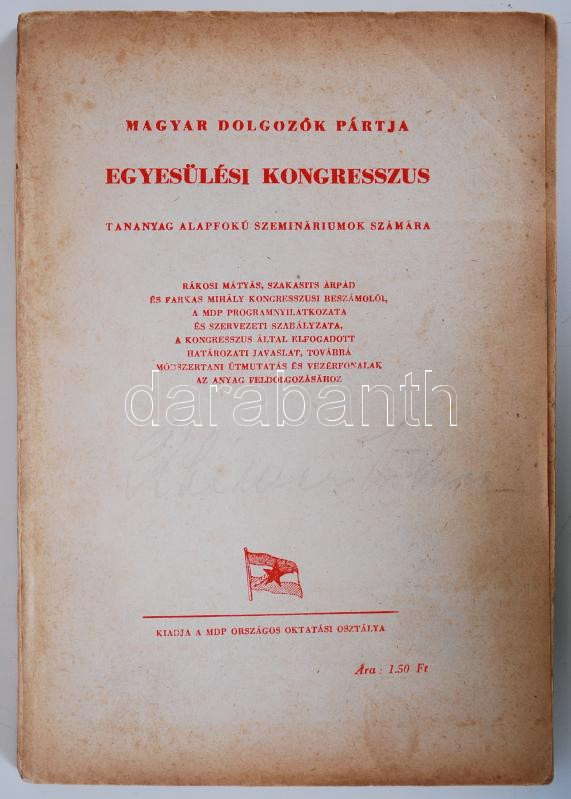 MAGYAR DOLGOZÓK PÁRTJA
EGYESÜLÉSI KONGRESSZUS
TANANYAG ALAPFOKÚ SZEMINÁRIUMOK SZÁMÁRA
RÁKOSI MÁTYÁS, SZAKASITS ÁRPÁD
ÉS FARKAS MIHÁLY KONGRESSZUSI BESZÁMOLÓI,
A MDP PROGRAMNYILATKOZATA
ÉS SZERVEZETI SZABÁLYZATA,
A KONGRESSZUS ÁLTAL ELFOGADOTT
HATÁROZATI JAVASLAT, TOVÁBBÁ
MÓDSZERTANI ÚTMUTATÁS ÉS VEZÉRFONALAK
AZ ANYAG FELDOLGOZÁSÁHOZ
darabanth
KIADJA A MDP ORSZÁGOS OKTATÁSI OSZTÁLYA
Ára : 1.50 Ft